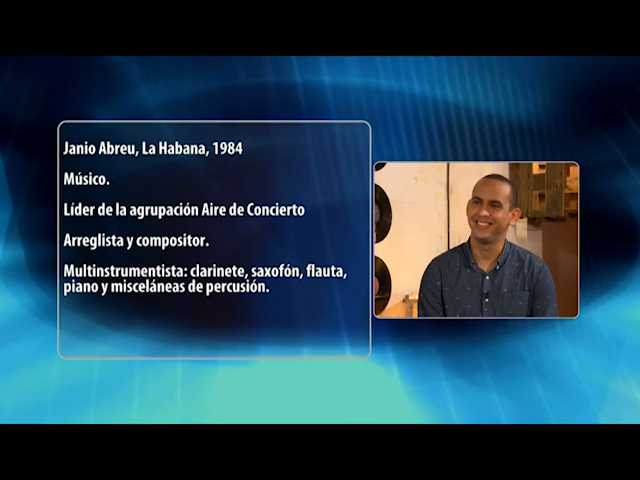 Janio Abreu, La Habana, 1984
Músico.
Líder de la agrupación Aire de Concierto
Arreglista y compositor.
Multinstrumentista: clarinete, saxofón, flauta,
piano y misceláneas de percusión.